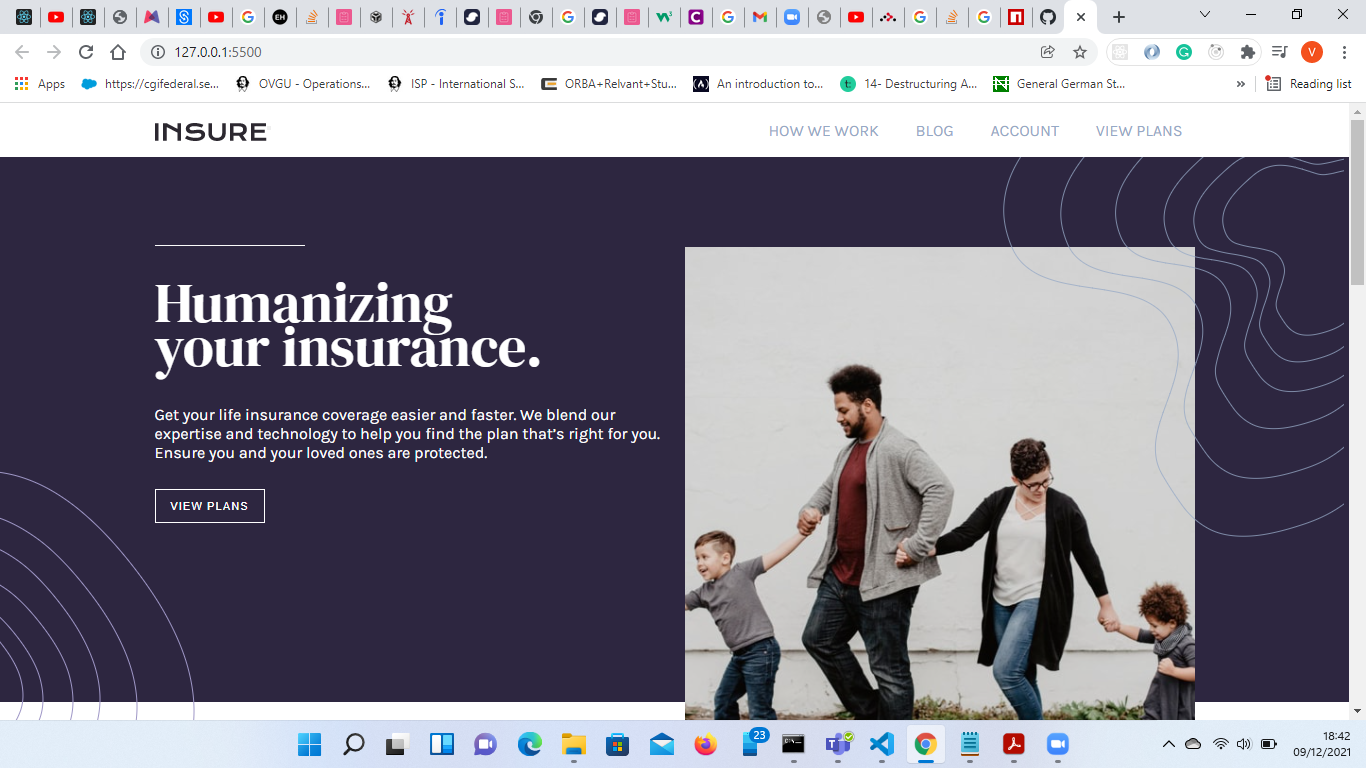 127.0.0.1:5500
V
Apps
https://cgifederal.se...
OVGU - Operations...
ISP - International S...
ORBA+Relvant+Stu...
An introduction to...
14- Destructuring A...
General German St...
»
Reading list
INSURE
HOW WE WORK
BLOG
ACCOUNT
VIEW PLANS
Humanizing
your insurance.
Get your life insurance coverage easier and faster. We blend our
expertise and technology to help you find the plan that’s right for you.
Ensure you and your loved ones are protected.
VIEW PLANS
23
18:42
09/12/2021